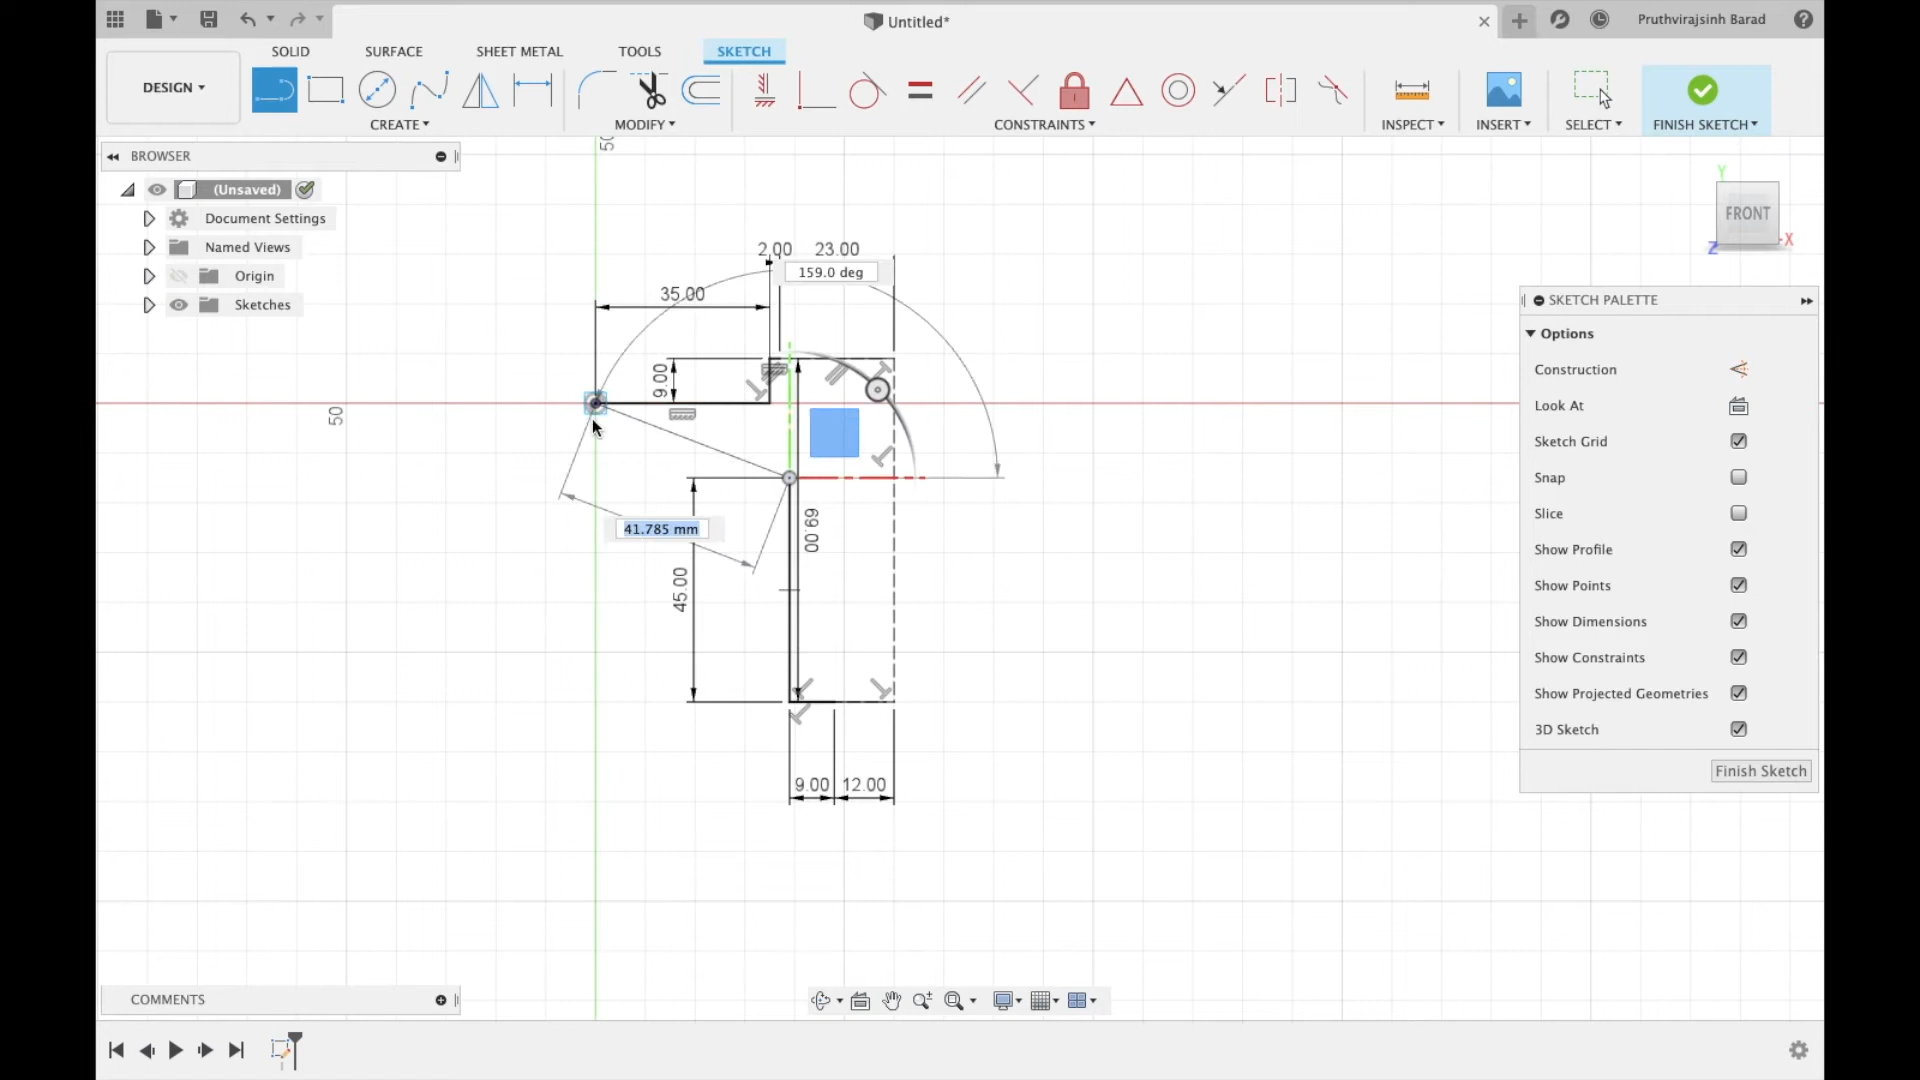 Untitled*
Pruthvirajsinh Barad
SOLID
SURFACE
SHEET METAL
TOOLS
SKETCH
DESIGN
CREATE
MODIFY
CONSTRAINTS
INSPECT
INSERT
SELECT
FINISH SKETCH
BROWSER
(Unsaved)
Document Settings
Named Views
Origin
Sketches
50
50
2.00
23.00
159.0 deg
35.00
9.00
41.785 mm
69.00
45.00
9.00
12.00
Y
FRONT
X
Z
SKETCH PALETTE
Options
Construction
Look At
Sketch Grid
Snap
Slice
Show Profile
Show Points
Show Dimensions
Show Constraints
Show Projected Geometries
3D Sketch
Finish Sketch
COMMENTS